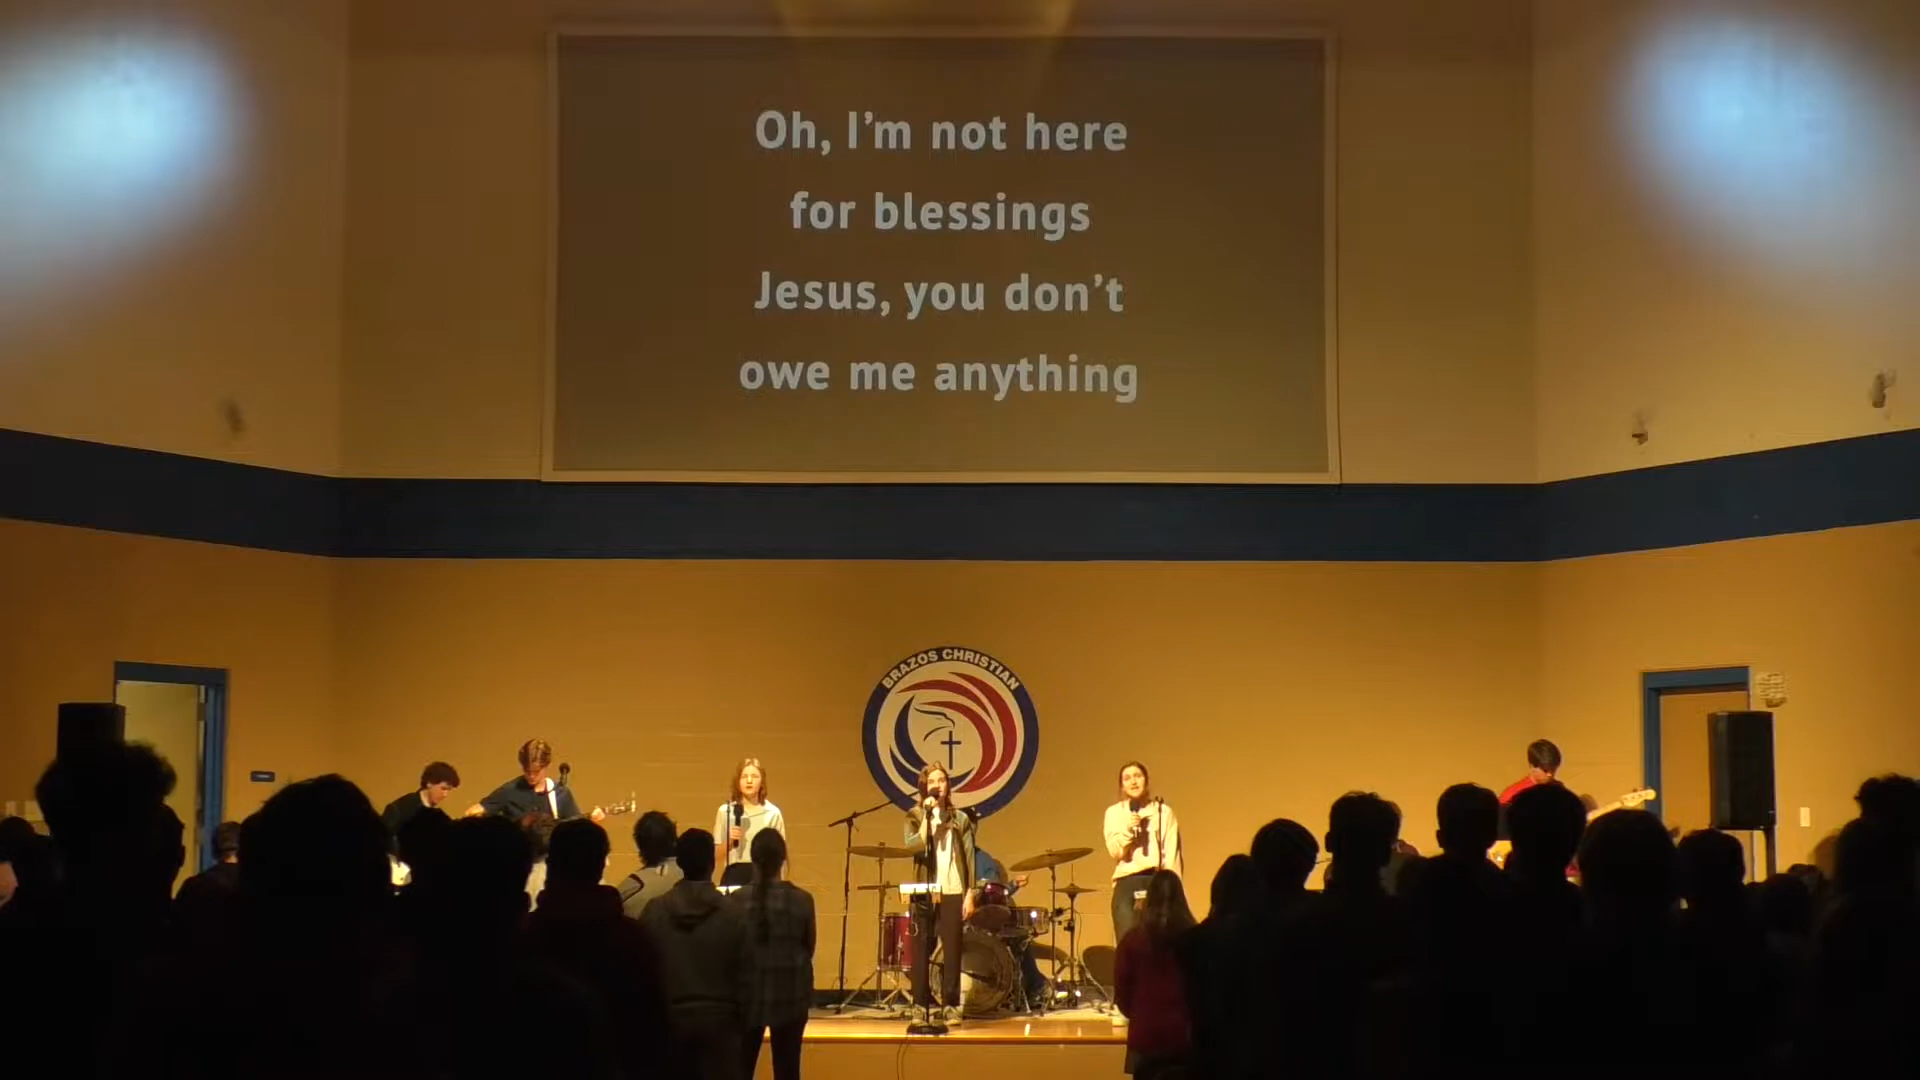 Oh, I'm not here
for blessings
Jesus, you don't
owe me anything
BRAZOS CHRISTIAN